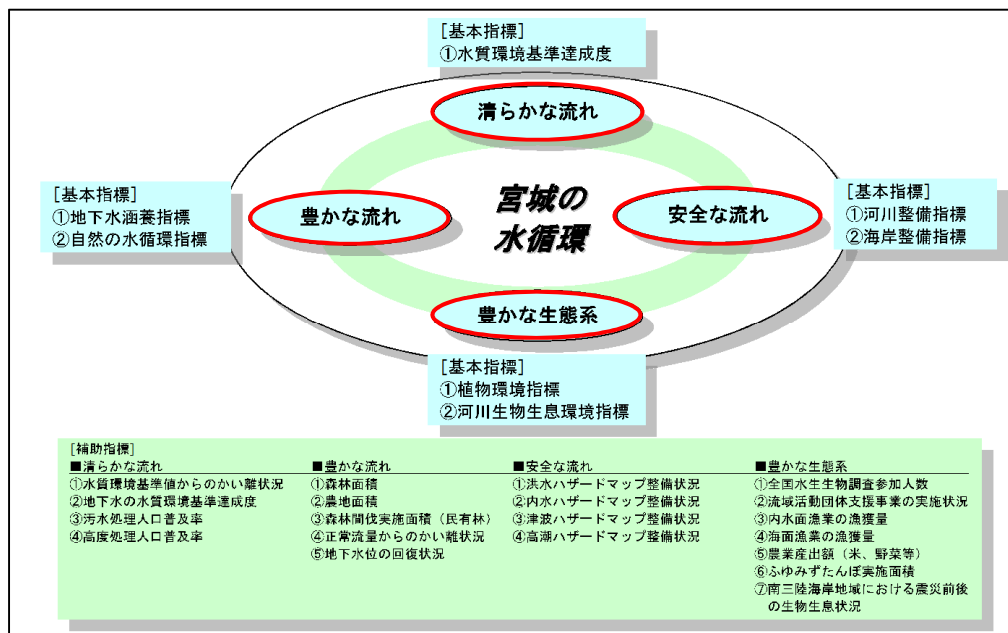 [基本指標]
①水質環境基準達成度
清らかな流れ
[基本指標]
①地下水涵養指標
②自然の水循環指標
豊かな流れ
宮城の
水循環
安全な流れ
[基本指標]
①河川整備指標
②海岸整備指標
豊かな生態系
[基本指標]
①植物環境指標
②河川生物生息環境指標
[補助指標]
■清らかな流れ
①水質環境基準値からのかい離状況
②地下水の水質環境基準達成度
③汚水処理人口普及率
④高度処理人口普及率
■豊かな流れ
①森林面積
②農地面積
③森林間伐実施面積（民有林）
④正常流量からのかい離状況
⑤地下水位の回復状況
■安全な流れ
①洪水ハザードマップ整備状況
②内水ハザードマップ整備状況
③津波ハザードマップ整備状況
④高潮ハザードマップ整備状況
■豊かな生態系
①全国水生生物調査参加人数
②流域活動団体支援事業の実施状況
③内水面漁業の漁獲量
④海面漁業の漁獲量
⑤農業産出額（米、野菜等）
⑥ふゆみずたんぼ実施面積
⑦南三陸海岸地域における震災前後
の生物生息状況